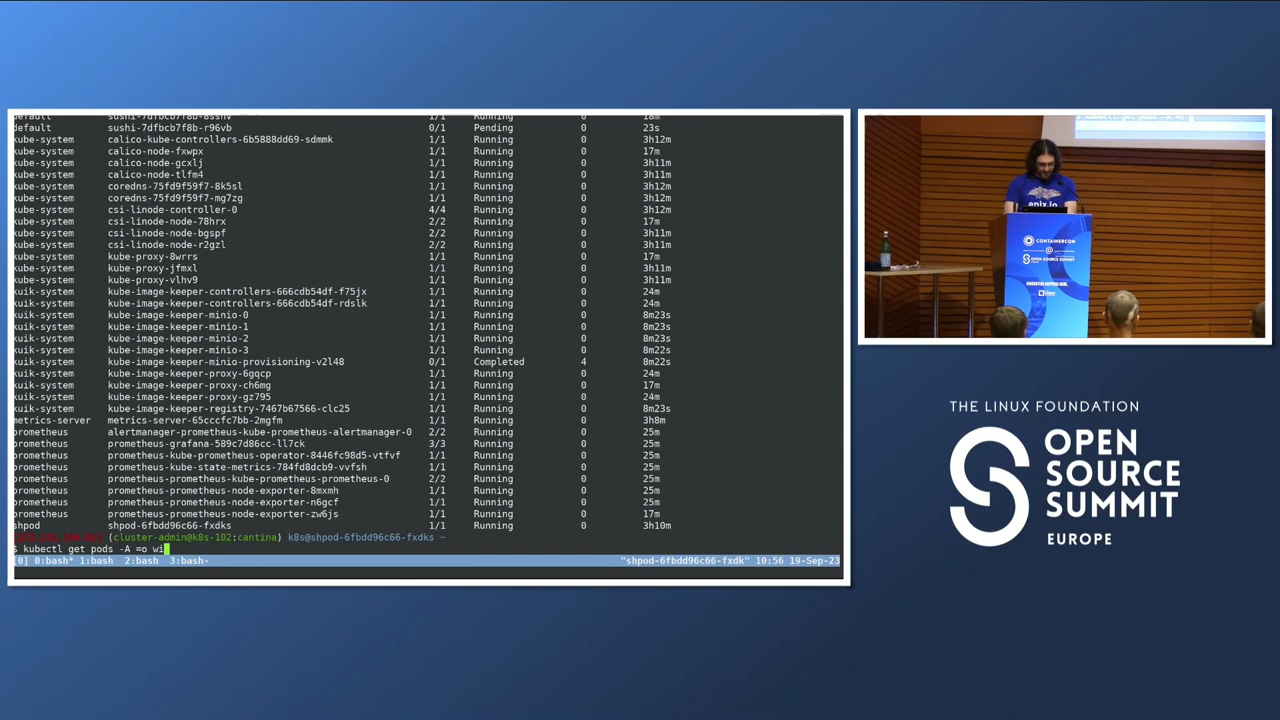 default sushi-7dfbcb7f8b-8sshv 1/1 Running 0 18m
default sushi-7dfbcb7f8b-r96vb 0/1 Pending 0 23s
kube-system calico-kube-controllers-6b5888dd69-sdmmk 1/1 Running 0 3h12m
kube-system calico-node-fxwpx 1/1 Running 0 17m
kube-system calico-node-gcxlj 1/1 Running 0 3h11m
kube-system calico-node-tlfm4 1/1 Running 0 3h11m
kube-system coredns-75fd9f59f7-8k5sl 1/1 Running 0 3h12m
kube-system coredns-75fd9f59f7-mg7zg 1/1 Running 0 3h12m
kube-system csi-linode-controller-0 4/4 Running 0 3h12m
kube-system csi-linode-node-78hrx 2/2 Running 0 17m
kube-system csi-linode-node-bgspf 2/2 Running 0 3h11m
kube-system csi-linode-node-r2gzl 2/2 Running 0 3h11m
kube-system kube-proxy-8wrrs 1/1 Running 0 17m
kube-system kube-proxy-jfmxl 1/1 Running 0 3h11m
kube-system kube-proxy-vlhv9 1/1 Running 0 3h11m
kuik-system kube-image-keeper-controllers-666cdb54df-f75jx 1/1 Running 0 24m
kuik-system kube-image-keeper-controllers-666cdb54df-rdslk 1/1 Running 0 24m
kuik-system kube-image-keeper-minio-0 1/1 Running 0 8m23s
kuik-system kube-image-keeper-minio-1 1/1 Running 0 8m23s
kuik-system kube-image-keeper-minio-2 1/1 Running 0 8m23s
kuik-system kube-image-keeper-minio-3 1/1 Running 0 8m22s
kuik-system kube-image-keeper-minio-provisioning-v2l48 0/1 Completed 4 8m22s
kuik-system kube-image-keeper-proxy-6gqcp 1/1 Running 0 24m
kuik-system kube-image-keeper-proxy-ch6mg 1/1 Running 0 17m
kuik-system kube-image-keeper-proxy-gz795 1/1 Running 0 24m
kuik-system kube-image-keeper-registry-7467b67566-clc25 1/1 Running 0 8m23s
metrics-server metrics-server-65cccfc7bb-2mgfm 1/1 Running 0 3h8m
prometheus alertmanager-prometheus-kube-prometheus-alertmanager-0 2/2 Running 0 25m
prometheus prometheus-grafana-589c7d86cc-ll7ck 3/3 Running 0 25m
prometheus prometheus-kube-prometheus-operator-8446fc98d5-vtfvf 1/1 Running 0 25m
prometheus prometheus-kube-state-metrics-784fd8dcb9-vvfsh 1/1 Running 0 25m
prometheus prometheus-prometheus-kube-prometheus-prometheus-0 2/2 Running 0 25m
prometheus prometheus-prometheus-node-exporter-8mxmh 1/1 Running 0 25m
prometheus prometheus-prometheus-node-exporter-n6gcf 1/1 Running 0 25m
prometheus prometheus-prometheus-node-exporter-zw6js 1/1 Running 0 17m
shpod shpod-6fbdd96c66-fxdks 1/1 Running 0 3h10m
(cluster-admin@k8s-102:cantina) k8s@shpod-6fbdd96c66-fxdks ~
$ kubectl get pods -A =o wi
[0] 0:bash* 1:bash 2:bash 3:bash- "shpod-6fbdd96c66-fxdk" 10:56 19-Sep-23
enix.io
CONTAINERCON
@
OPEN SOURCE SUMMIT
THE LINUX FOUNDATION
OPEN
SOURCE
SUMMIT
EUROPE